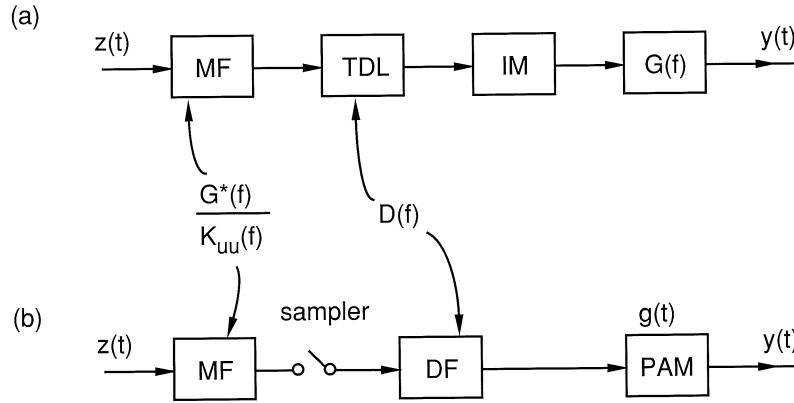 (a)
z(t)
MF
TDL
IM
G(f)
y(t)
G*(f)
K_uu(f)
D(f)
(b)
sampler
g(t)
z(t)
MF
DF
PAM
y(t)